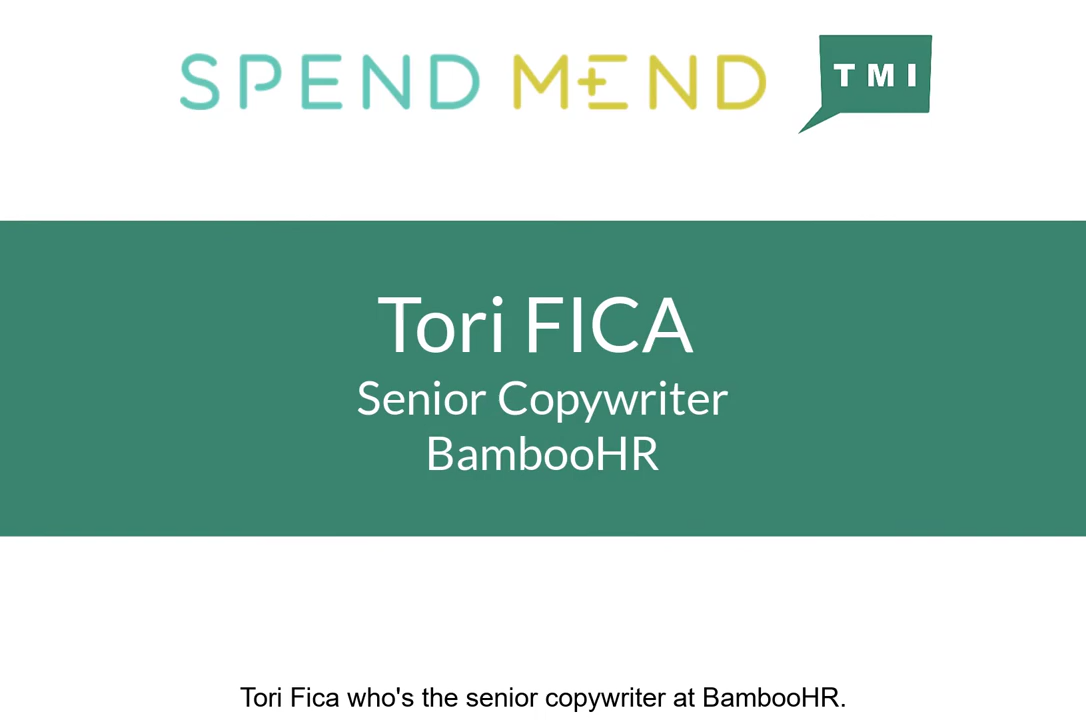 SPEND MEND TMI
Tori FICA
Senior Copywriter
BambooHR
Tori Fica who's the senior copywriter at BambooHR.